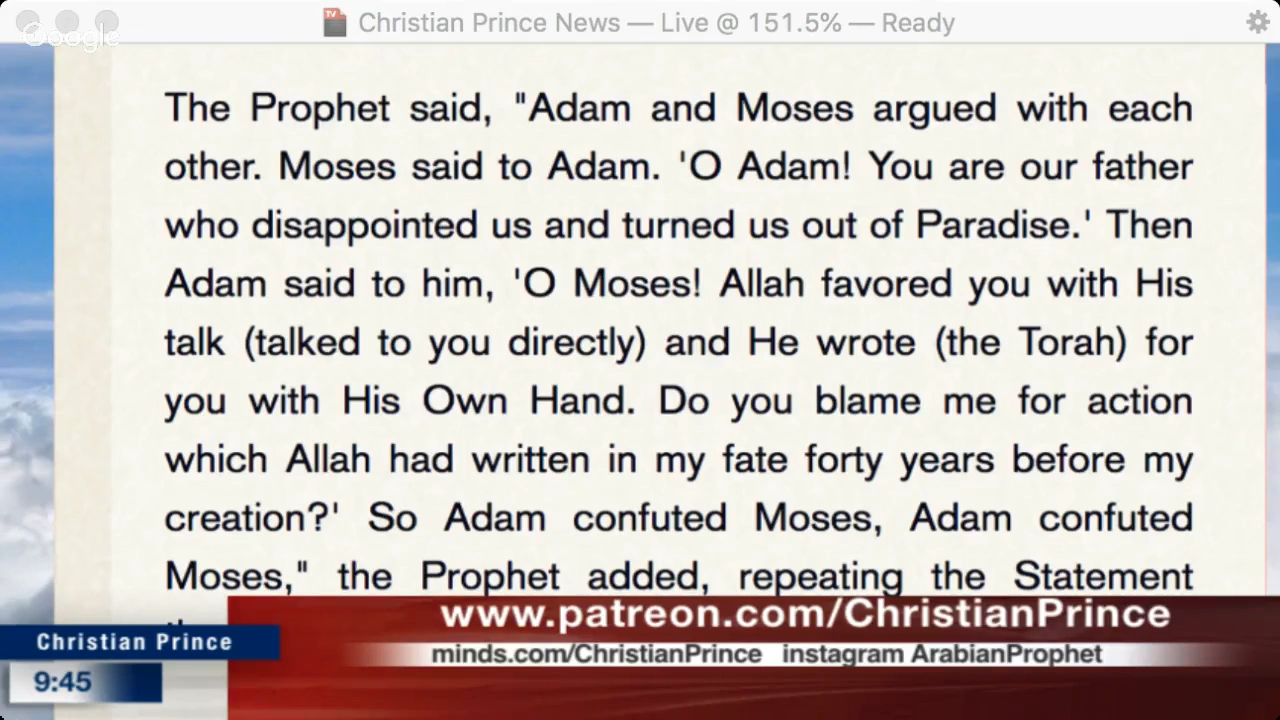 Christian Prince News — Live @ 151.5% — Ready
Google
The Prophet said, "Adam and Moses argued with each
other. Moses said to Adam. 'O Adam! You are our father
who disappointed us and turned us out of Paradise.' Then
Adam said to him, 'O Moses! Allah favored you with His
talk (talked to you directly) and He wrote (the Torah) for
you with His Own Hand. Do you blame me for action
which Allah had written in my fate forty years before my
creation?' So Adam confuted Moses, Adam confuted
Moses," the Prophet added, repeating the Statement
www.patreon.com/ChristianPrince
Christian Prince
minds.com/ChristianPrince instagram ArabianProphet
9:45